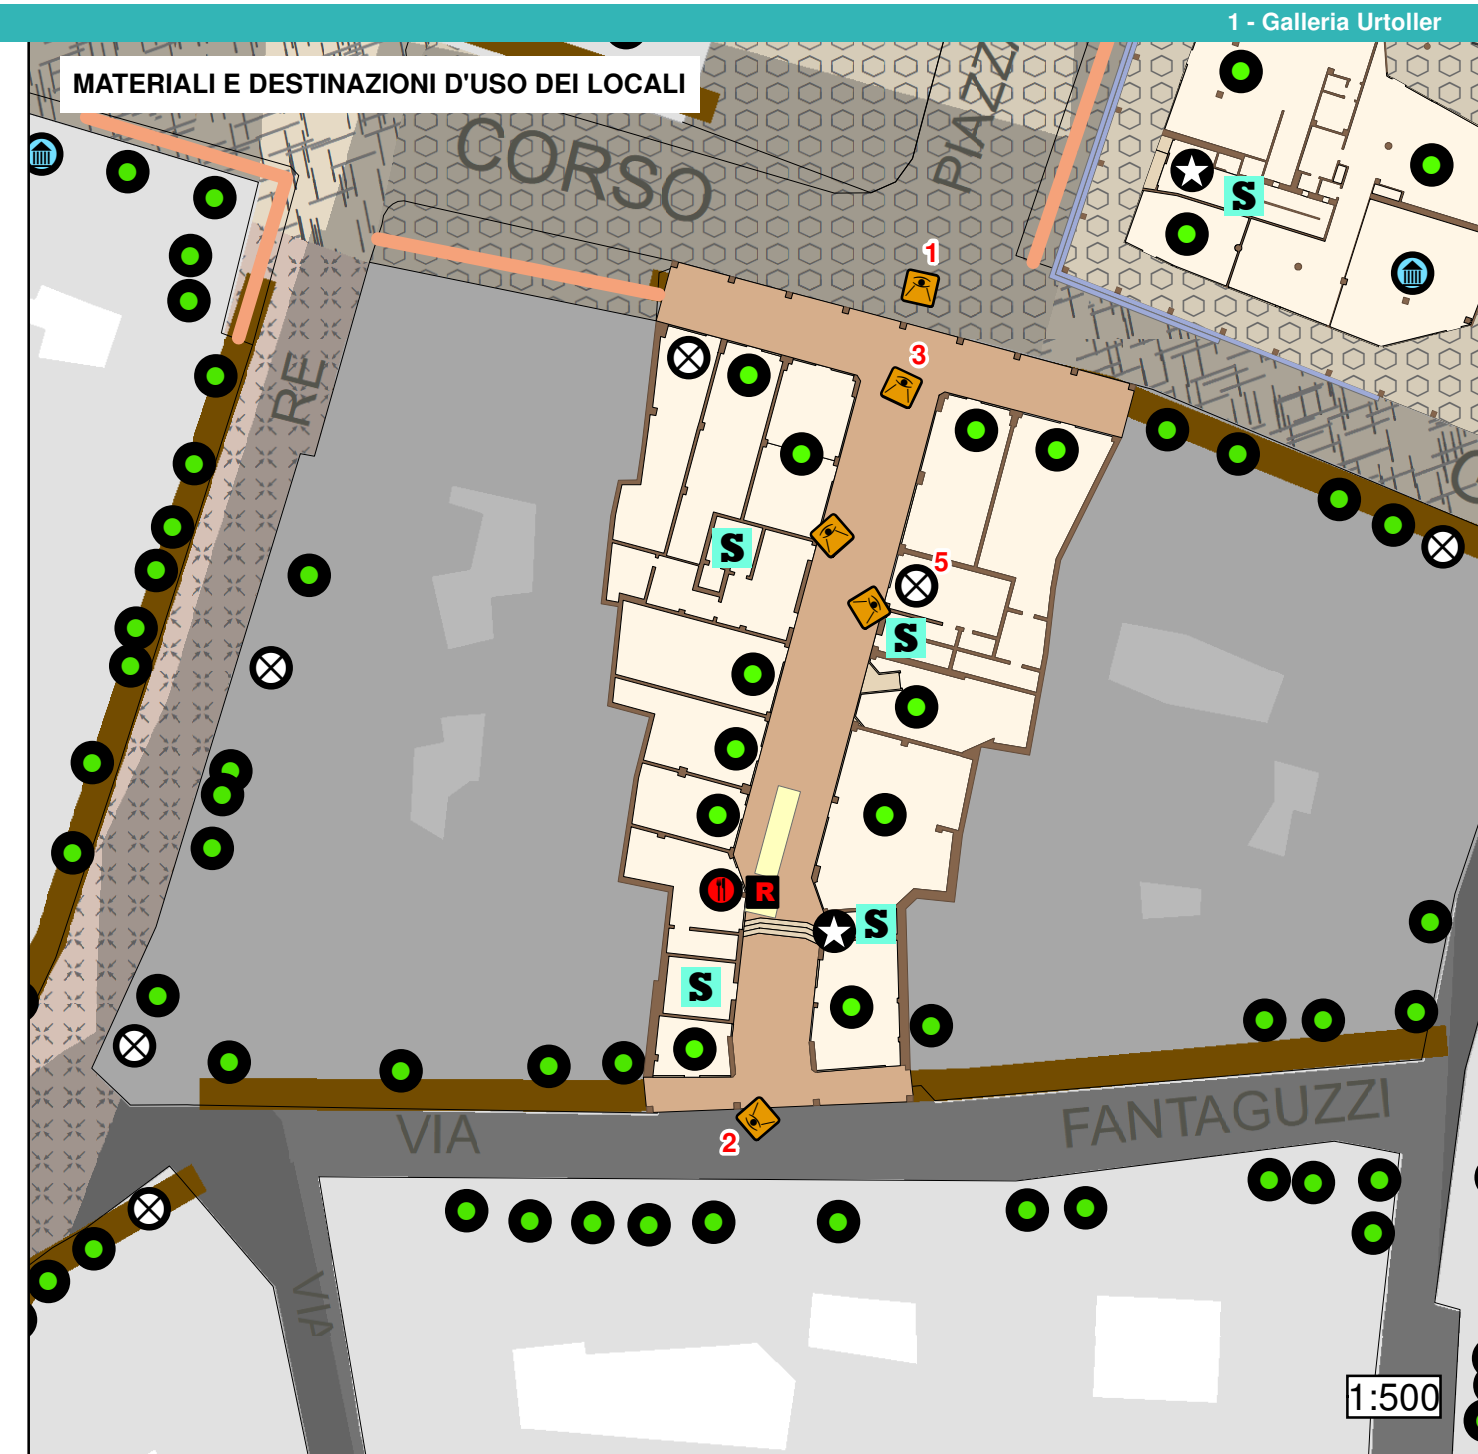 1 - Galleria Urtoller
MATERIALI E DESTINAZIONI D'USO DEI LOCALI
CORSO
PIAZZ
1
S
3
RE
S
5
S
R
S
S
VIA
FANTAGUZZI
2
VIA
1:500